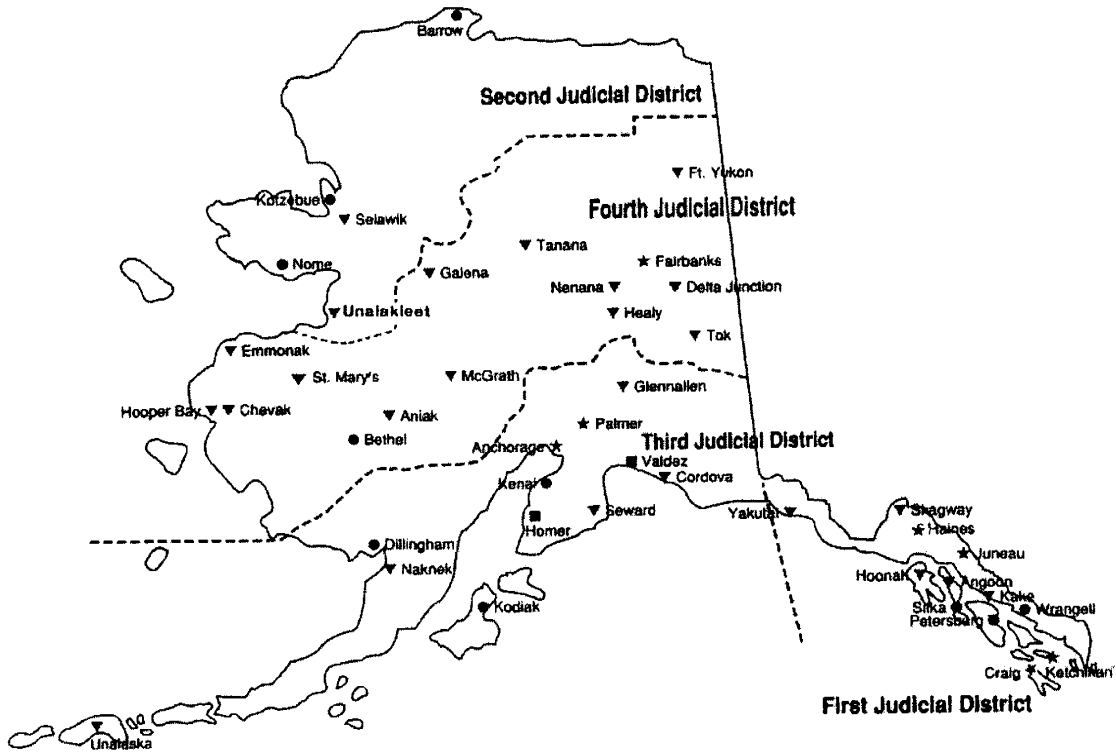 Barrow
Second Judicial District
Ft. Yukon
Kotzebue
Selawik
Fourth Judicial District
Tanana
Fairbanks
Nome
Galena
Nenana
Delta Junction
Unalakleet
Healy
Tok
Emmonak
St. Mary's
McGrath
Glennallen
Hooper Bay
Chevak
Aniak
Palmer
Bethel
Anchorage
Third Judicial District
Valdez
Kenai
Cordova
Homer
Seward
Yakutat
Skagway
Haines
Dillingham
Juneau
Naknek
Hoonah
Angoon
Kake
Kodiak
Sitka
Wrangell
Petersburg
Craig
Ketchikan
First Judicial District
Unalaska